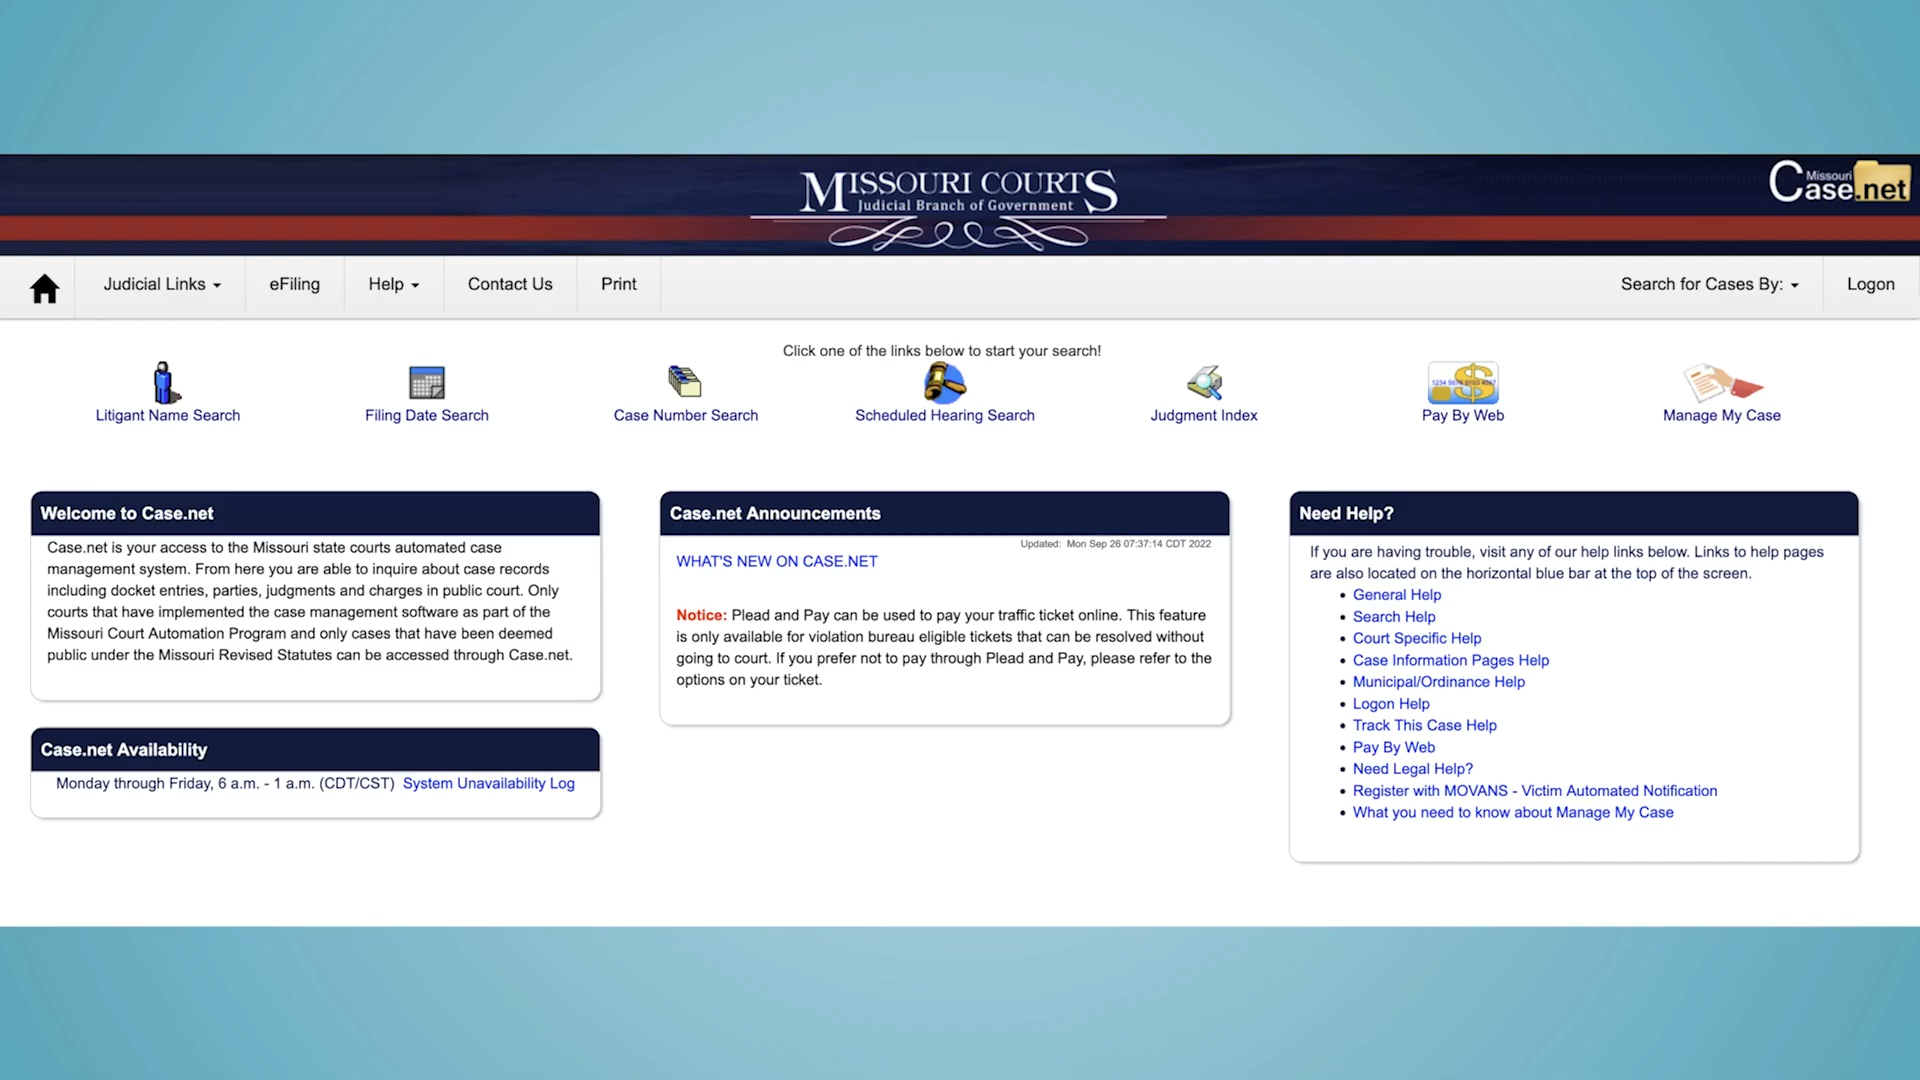 MISSOURI COURTS
Judicial Branch of Government
Missouri
Case.net
Judicial Links
eFiling
Help
Contact Us
Print
Search for Cases By:
Logon
Click one of the links below to start your search!
Litigant Name Search
Filing Date Search
Case Number Search
Scheduled Hearing Search
Judgment Index
Pay By Web
Manage My Case
Welcome to Case.net
Case.net is your access to the Missouri state courts automated case
management system. From here you are able to inquire about case records
including docket entries, parties, judgments and charges in public court. Only
courts that have implemented the case management software as part of the
Missouri Court Automation Program and only cases that have been deemed
public under the Missouri Revised Statutes can be accessed through Case.net.
Case.net Availability
Monday through Friday, 6 a.m. - 1 a.m. (CDT/CST) System Unavailability Log
Case.net Announcements
Updated: Mon Sep 26 07:37:14 CDT 2022
WHAT'S NEW ON CASE.NET
Notice: Plead and Pay can be used to pay your traffic ticket online. This feature
is only available for violation bureau eligible tickets that can be resolved without
going to court. If you prefer not to pay through Plead and Pay, please refer to the
options on your ticket.
Need Help?
If you are having trouble, visit any of our help links below. Links to help pages
are also located on the horizontal blue bar at the top of the screen.
• General Help
• Search Help
• Court Specific Help
• Case Information Pages Help
• Municipal/Ordinance Help
• Logon Help
• Track This Case Help
• Pay By Web
• Need Legal Help?
• Register with MOVANS - Victim Automated Notification
• What you need to know about Manage My Case